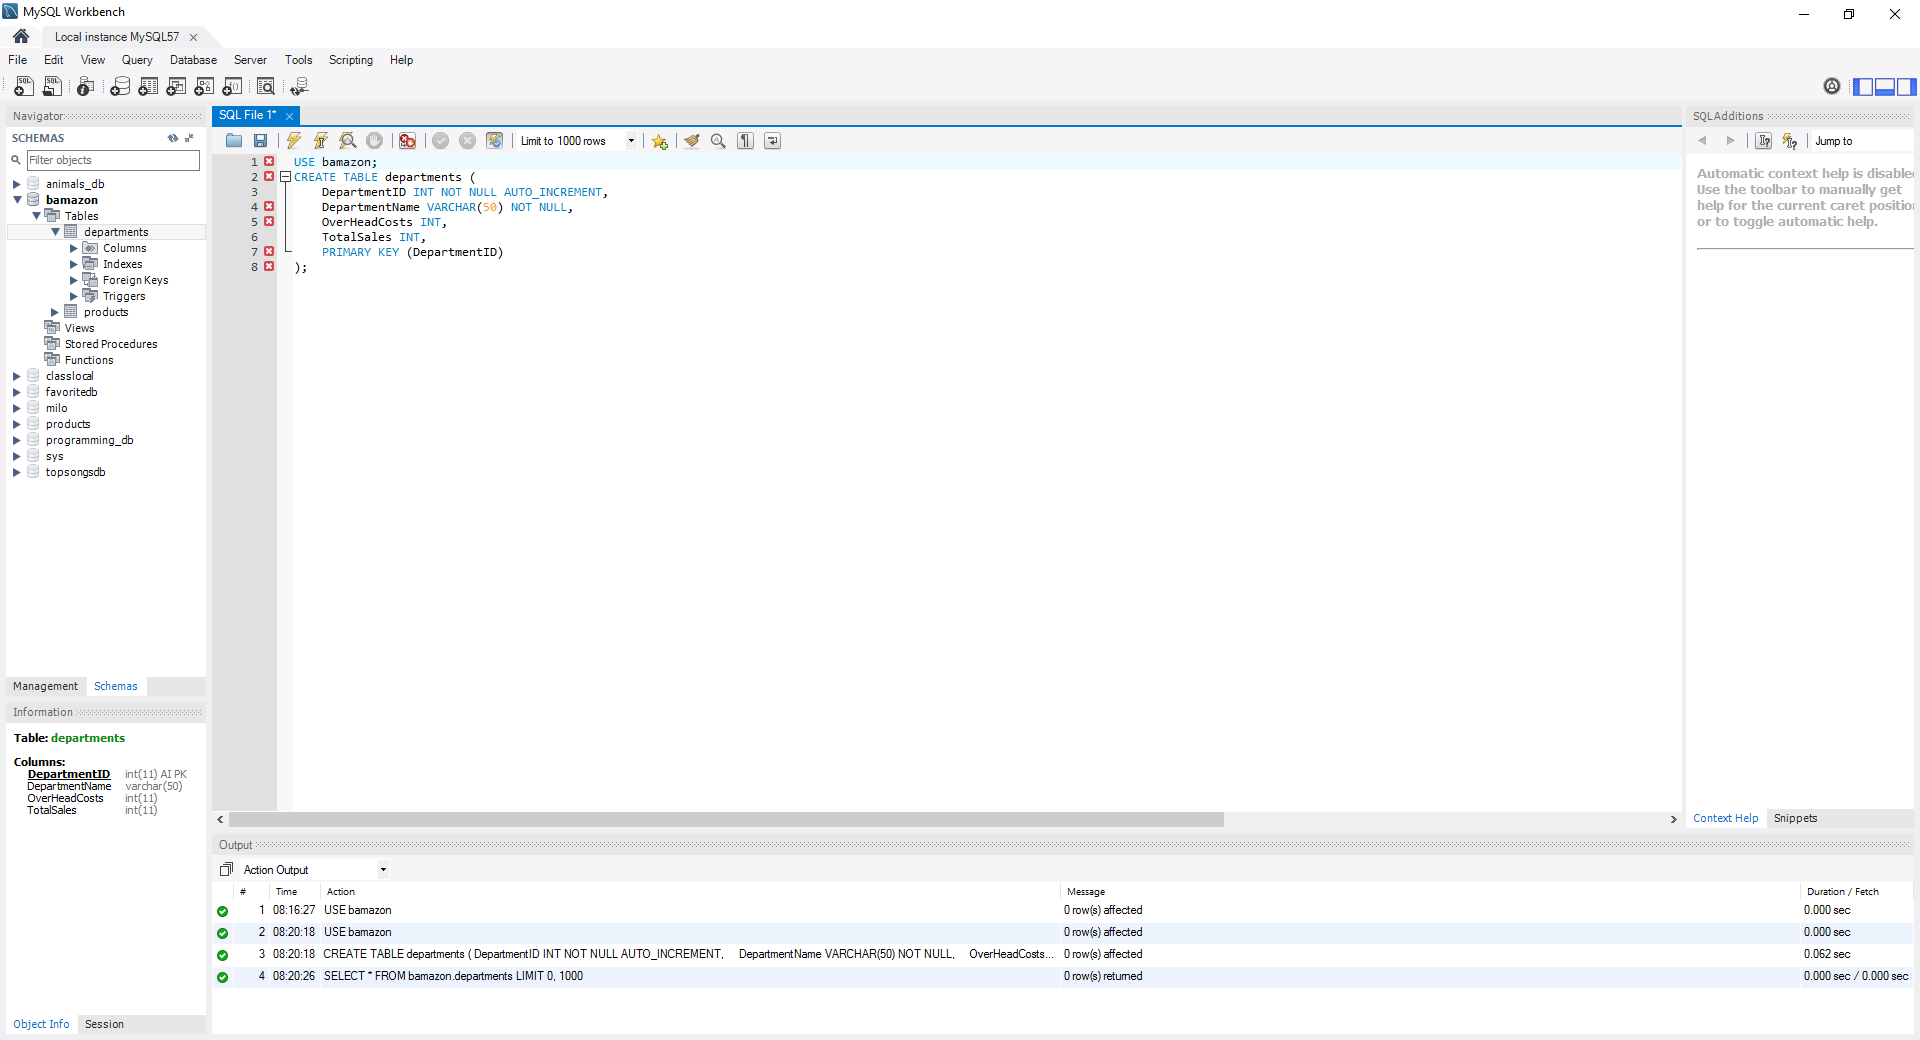 MySQL Workbench
Local instance MySQL57
File Edit View Query Database Server Tools Scripting Help
Navigator
SCHEMAS
Filter objects
animals_db
bamazon
Tables
departments
Columns
Indexes
Foreign Keys
Triggers
products
Views
Stored Procedures
Functions
classlocal
favoritedb
milo
products
programming_db
sys
topsongsdb
Management Schemas
Information
Table: departments
Columns:
DepartmentID int(11) AI PK
DepartmentName varchar(50)
OverHeadCosts int(11)
TotalSales int(11)
Object Info Session
SQL File 1*
Limit to 1000 rows
1 USE bamazon;
2 CREATE TABLE departments (
3 DepartmentID INT NOT NULL AUTO_INCREMENT,
4 DepartmentName VARCHAR(50) NOT NULL,
5 OverHeadCosts INT,
6 TotalSales INT,
7 PRIMARY KEY (DepartmentID)
8 );
SQLAdditions
Jump to
Automatic context help is disable
Use the toolbar to manually get
help for the current caret positio
or to toggle automatic help.
Context Help Snippets
Output
Action Output
# Time Action Message Duration / Fetch
1 08:16:27 USE bamazon 0 row(s) affected 0.000 sec
2 08:20:18 USE bamazon 0 row(s) affected 0.000 sec
3 08:20:18 CREATE TABLE departments ( DepartmentID INT NOT NULL AUTO_INCREMENT, DepartmentName VARCHAR(50) NOT NULL, OverHeadCosts... 0 row(s) affected 0.062 sec
4 08:20:26 SELECT * FROM bamazon.departments LIMIT 0, 1000 0 row(s) returned 0.000 sec / 0.000 sec